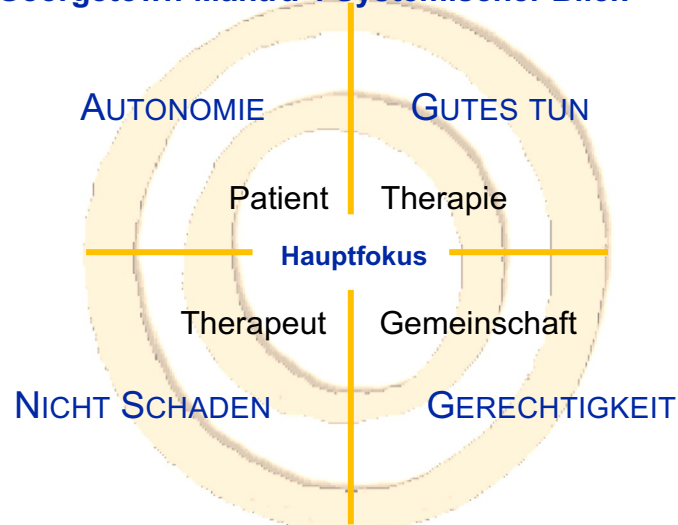 AUTONOMIE
GUTES TUN
Patient
Therapie
Hauptfokus
Therapeut
Gemeinschaft
NICHT SCHADEN
GERECHTIGKEIT